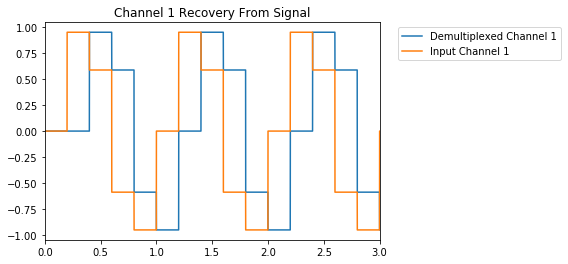 Channel 1 Recovery From Signal
Demultiplexed Channel 1
Input Channel 1
1.00
0.75
0.50
0.25
0.00
−0.25
−0.50
−0.75
−1.00
0.0 0.5 1.0 1.5 2.0 2.5 3.0